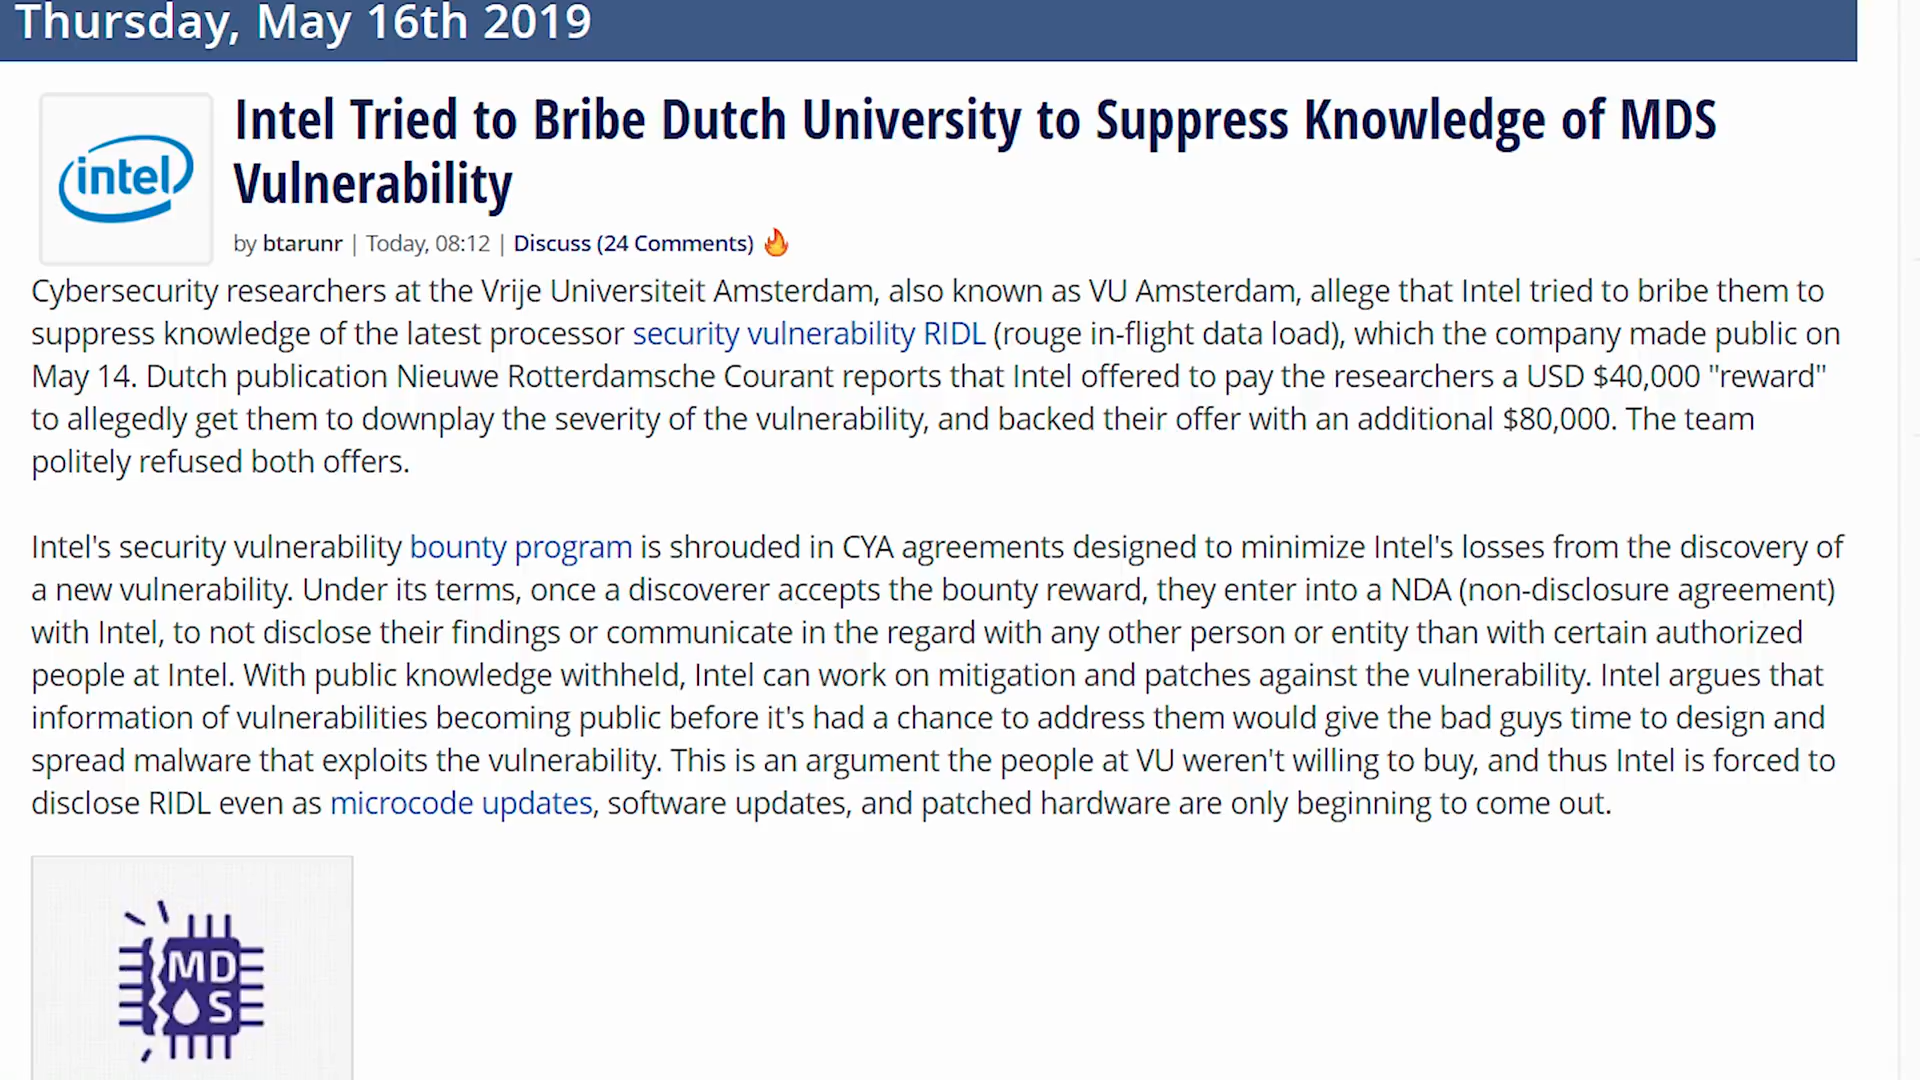 Thursday, May 16th 2019
intel
Intel Tried to Bribe Dutch University to Suppress Knowledge of MDS
Vulnerability
by btarunr | Today, 08:12 | Discuss (24 Comments)
Cybersecurity researchers at the Vrije Universiteit Amsterdam, also known as VU Amsterdam, allege that Intel tried to bribe them to
suppress knowledge of the latest processor security vulnerability RIDL (rouge in-flight data load), which the company made public on
May 14. Dutch publication Nieuwe Rotterdamsche Courant reports that Intel offered to pay the researchers a USD $40,000 "reward"
to allegedly get them to downplay the severity of the vulnerability, and backed their offer with an additional $80,000. The team
politely refused both offers.
Intel's security vulnerability bounty program is shrouded in CYA agreements designed to minimize Intel's losses from the discovery of
a new vulnerability. Under its terms, once a discoverer accepts the bounty reward, they enter into a NDA (non-disclosure agreement)
with Intel, to not disclose their findings or communicate in the regard with any other person or entity than with certain authorized
people at Intel. With public knowledge withheld, Intel can work on mitigation and patches against the vulnerability. Intel argues that
information of vulnerabilities becoming public before it's had a chance to address them would give the bad guys time to design and
spread malware that exploits the vulnerability. This is an argument the people at VU weren't willing to buy, and thus Intel is forced to
disclose RIDL even as microcode updates, software updates, and patched hardware are only beginning to come out.
MD
S